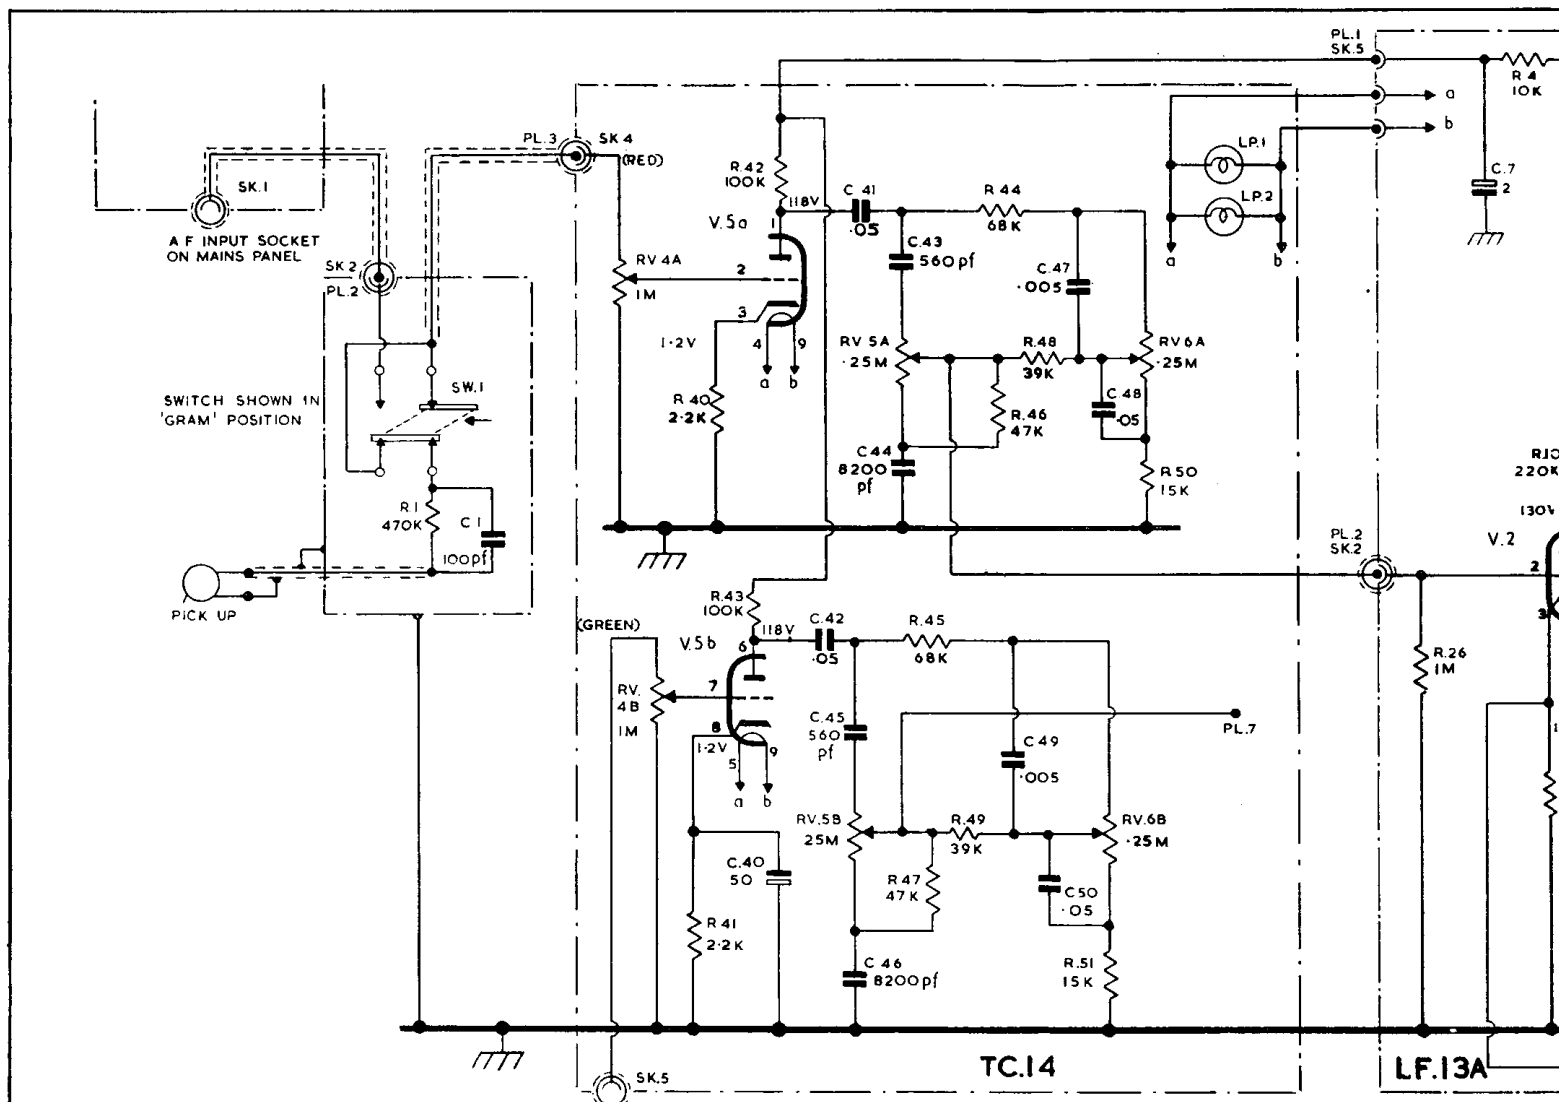 PL.1
SK.5
R 4
10K
a
b
PL.3
SK 4
(RED)
LP.1
LP.2
a
b
C.7
2
SK.1
A F INPUT SOCKET
ON MAINS PANEL
SK.2
PL.2
R.42
100K
118V
C.41
.05
R 44
68K
V.5a
1
2
3
4
9
a
b
RV 4A
1M
C.43
560pf
C.47
.005
1.2V
R 40
2.2K
RV 5A
.25M
R.48
39K
RV 6A
.25M
R.46
47K
C.48
.05
C.44
8200
pf
R 50
15K
SWITCH SHOWN IN
'GRAM' POSITION
SW.1
R.1
470K
C.1
100pf
PICK UP
220K
130V
V.2
2
3
PL.2
SK.2
R.26
1M
(GREEN)
R.43
100K
118V
C.42
.05
R.45
68K
V.5b
6
7
8
5
9
a
b
RV.
4B
1M
1.2V
C.45
560
pf
C.49
.005
PL.7
RV.5B
25M
R.49
39K
RV.6B
.25M
C.40
50
R 47
47K
C50
.05
R 41
2.2K
C.46
8200pf
R.51
15K
SK.5
TC.14
LF.13A